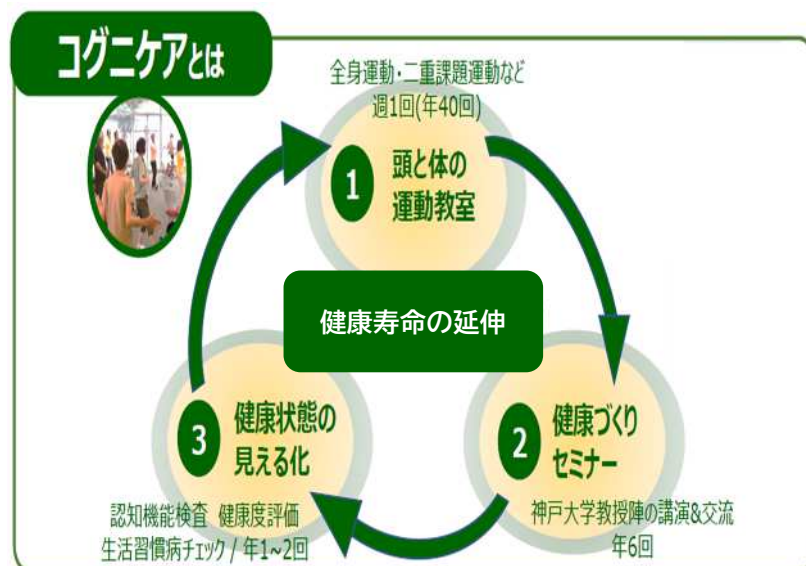 コグニケアとは
全身運動・二重課題運動など
週1回(年40回)
1
頭と体の
運動教室
健康寿命の延伸
2
健康づくり
セミナー
神戸大学教授陣の講演&交流
年6回
3
健康状態の
見える化
認知機能検査 健康度評価
生活習慣病チェック / 年1~2回